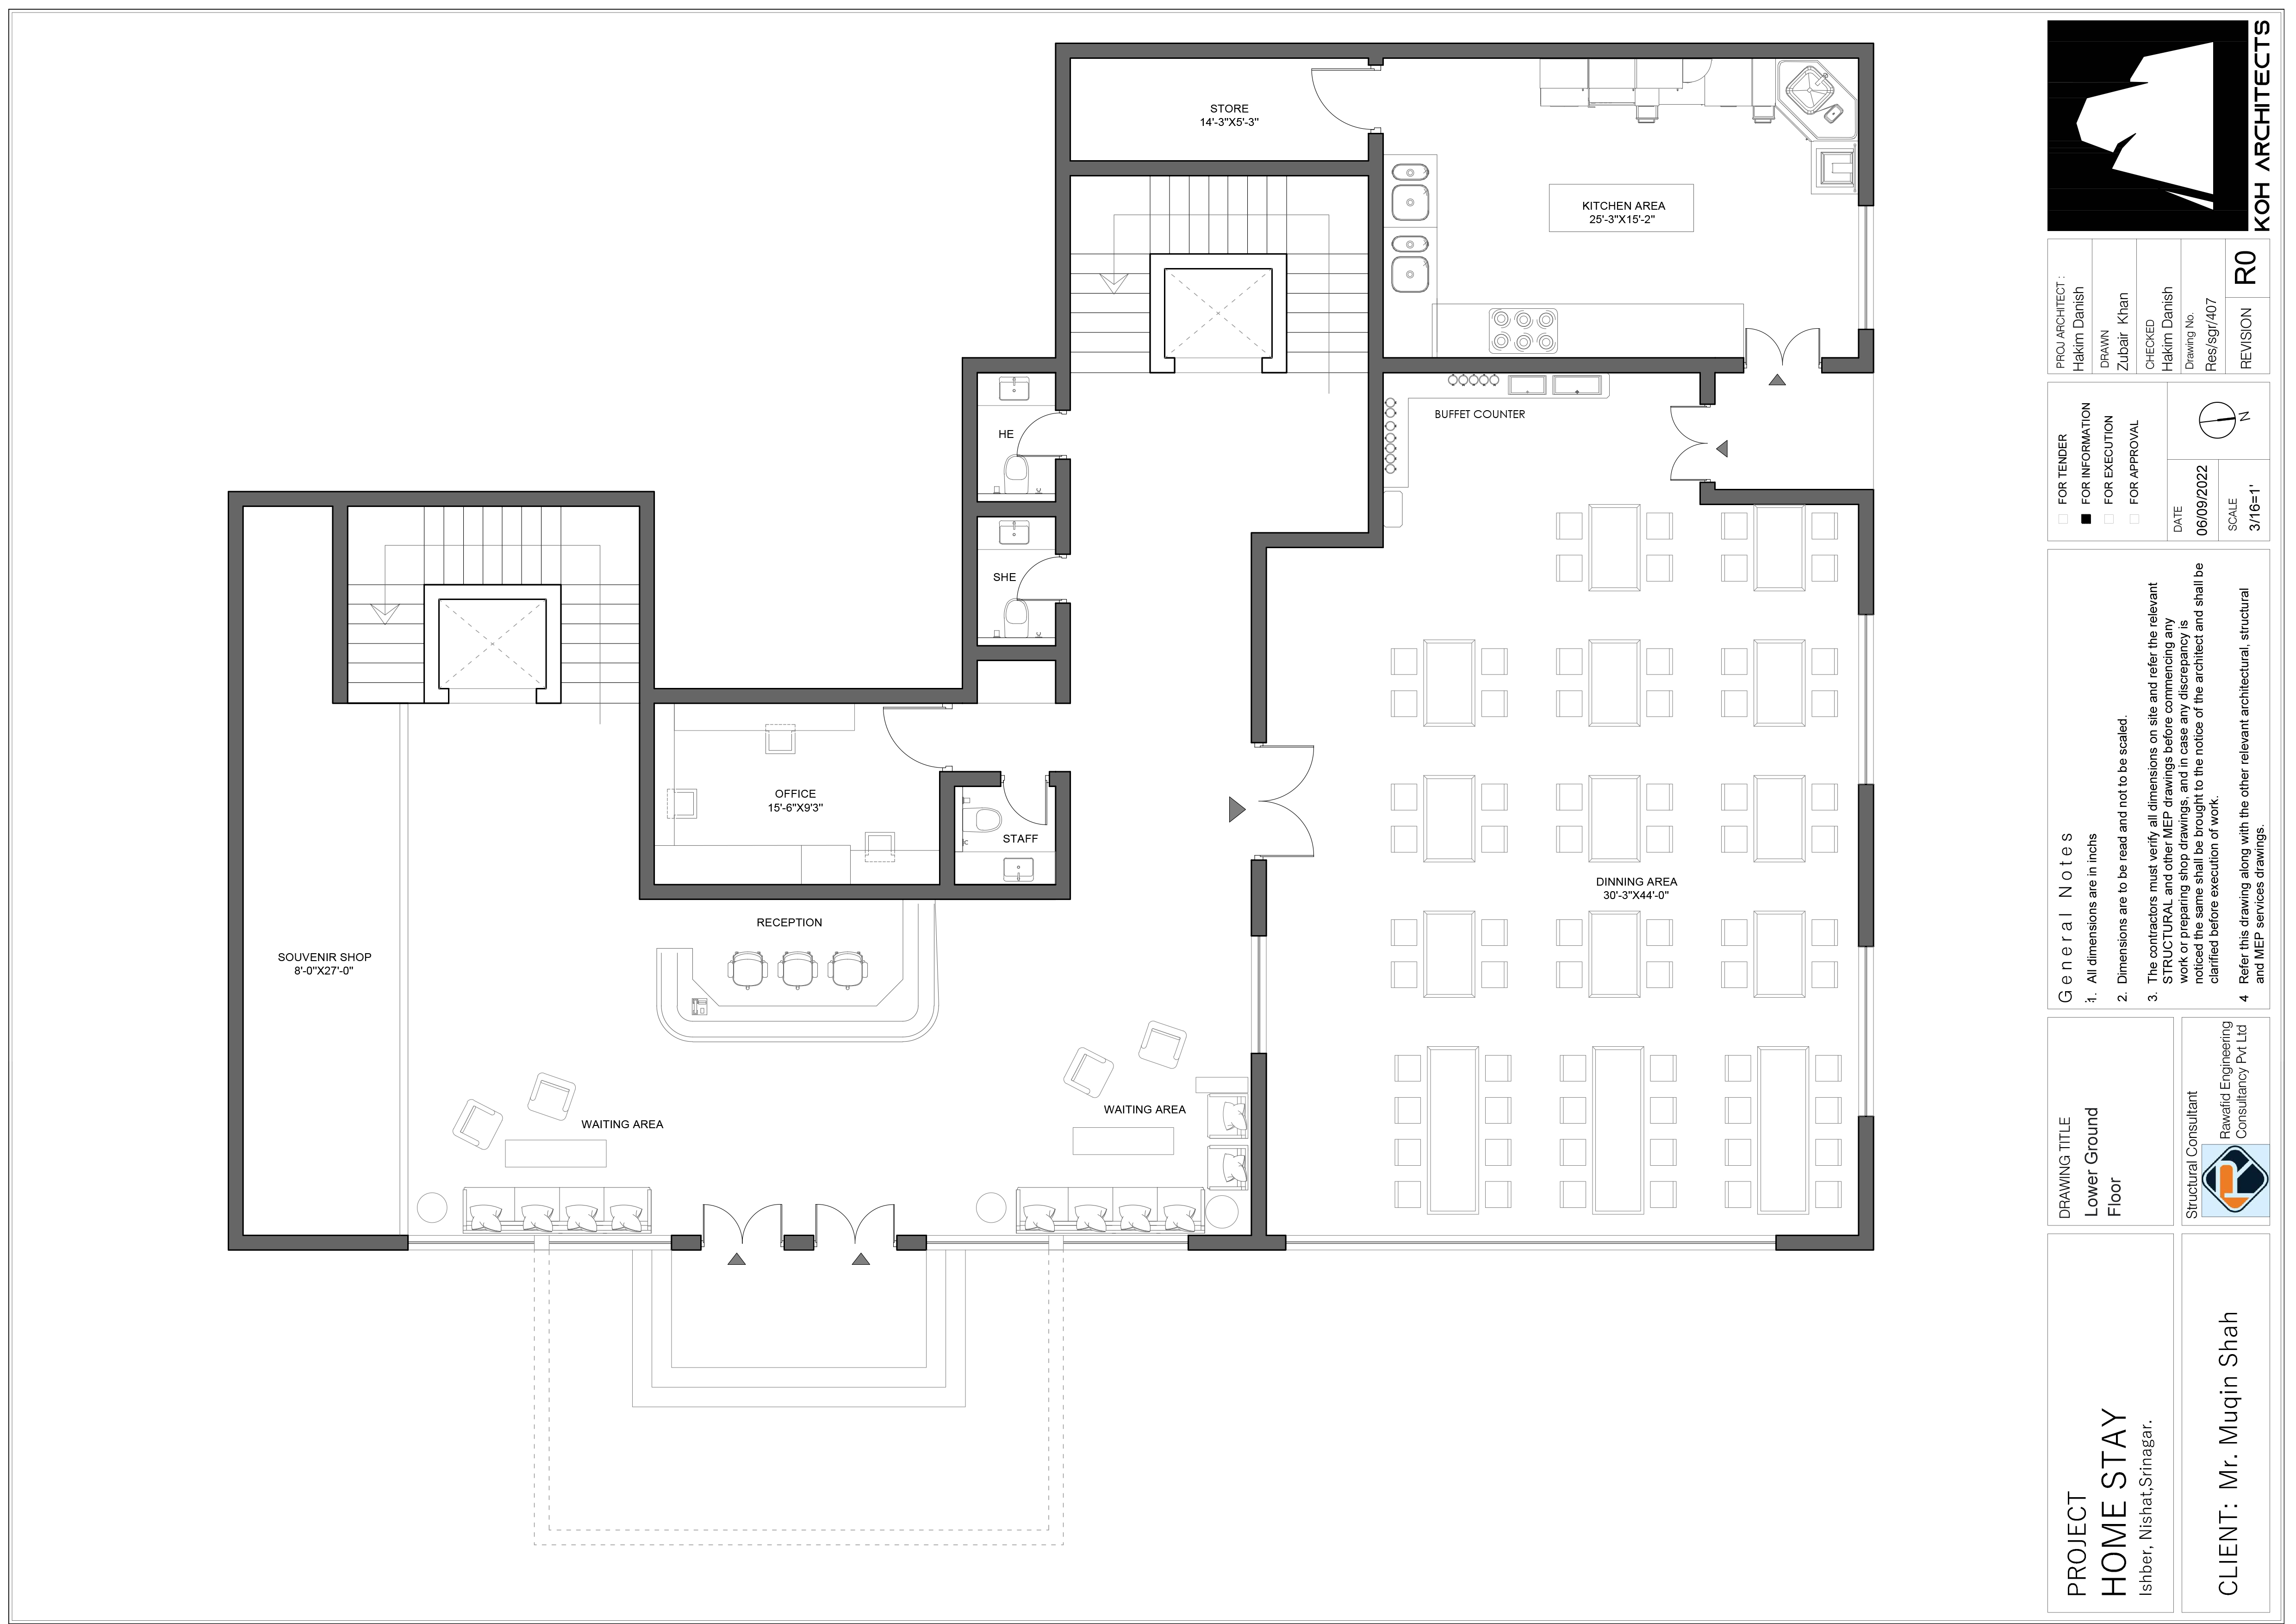 STORE
14'-3"X5'-3"
KITCHEN AREA
25'-3"X15'-2"
BUFFET COUNTER
HE
SHE
OFFICE
15'-6"X9'3"
STAFF
RECEPTION
SOUVENIR SHOP
8'-0"X27'-0"
WAITING AREA
WAITING AREA
DINNING AREA
30'-3"X44'-0"
KOH ARCHITECTS
PROJ ARCHITECT :
Hakim Danish
DRAWN
Zubair Khan
CHECKED
Hakim Danish
Drawing No.
Res/sgr/407
REVISION
R0
FOR TENDER
FOR INFORMATION
FOR EXECUTION
FOR APPROVAL
N
DATE
06/09/2022
SCALE
3/16=1'
General Notes
1. All dimensions are in inchs
2. Dimensions are to be read and not to be scaled.
3. The contractors must verify all dimensions on site and refer the relevant
STRUCTURAL and other MEP drawings before commencing any
work or preparing shop drawings, and in case any discrepancy is
noticed the same shall be brought to the notice of the architect and shall be
clarified before execution of work.
4 Refer this drawing along with the other relevant architectural, structural
and MEP services drawings.
DRAWING TITLE
Lower Ground
Floor
Structural Consultant
Rawafid Engineering
Consultancy Pvt Ltd
PROJECT
HOME STAY
Ishber, Nishat,Srinagar.
CLIENT: Mr. Muqin Shah